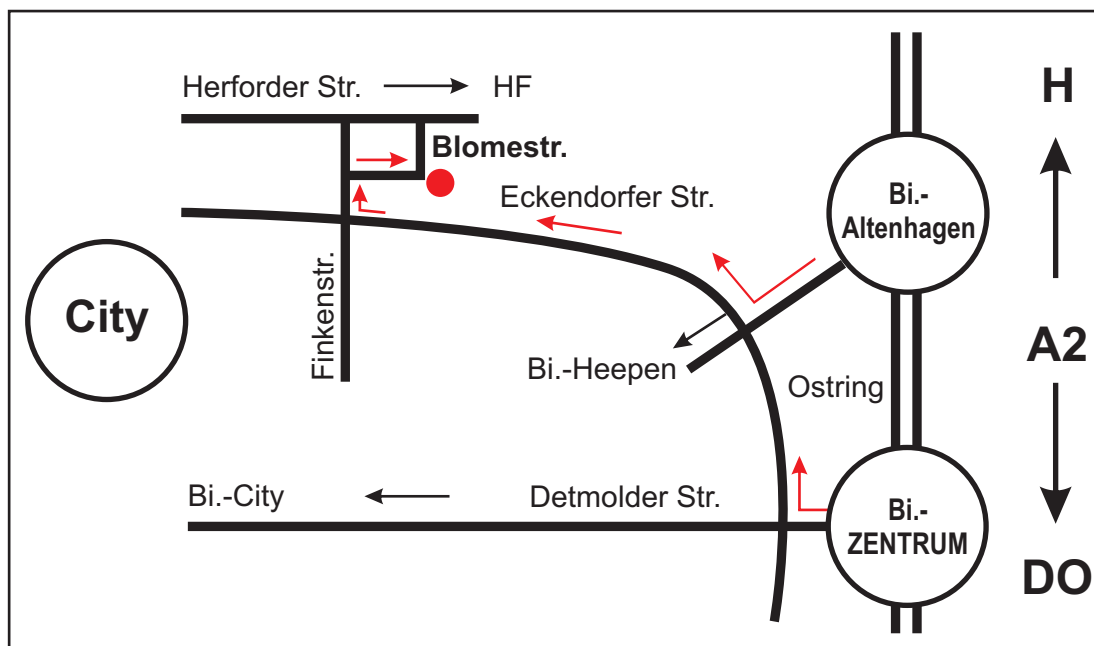 Herforder Str.
HF
H
Blomestr.
Eckendorfer Str.
Bi.-
Altenhagen
City
Finkenstr.
A2
Bi.-Heepen
Ostring
Bi.-City
Detmolder Str.
Bi.-
ZENTRUM
DO